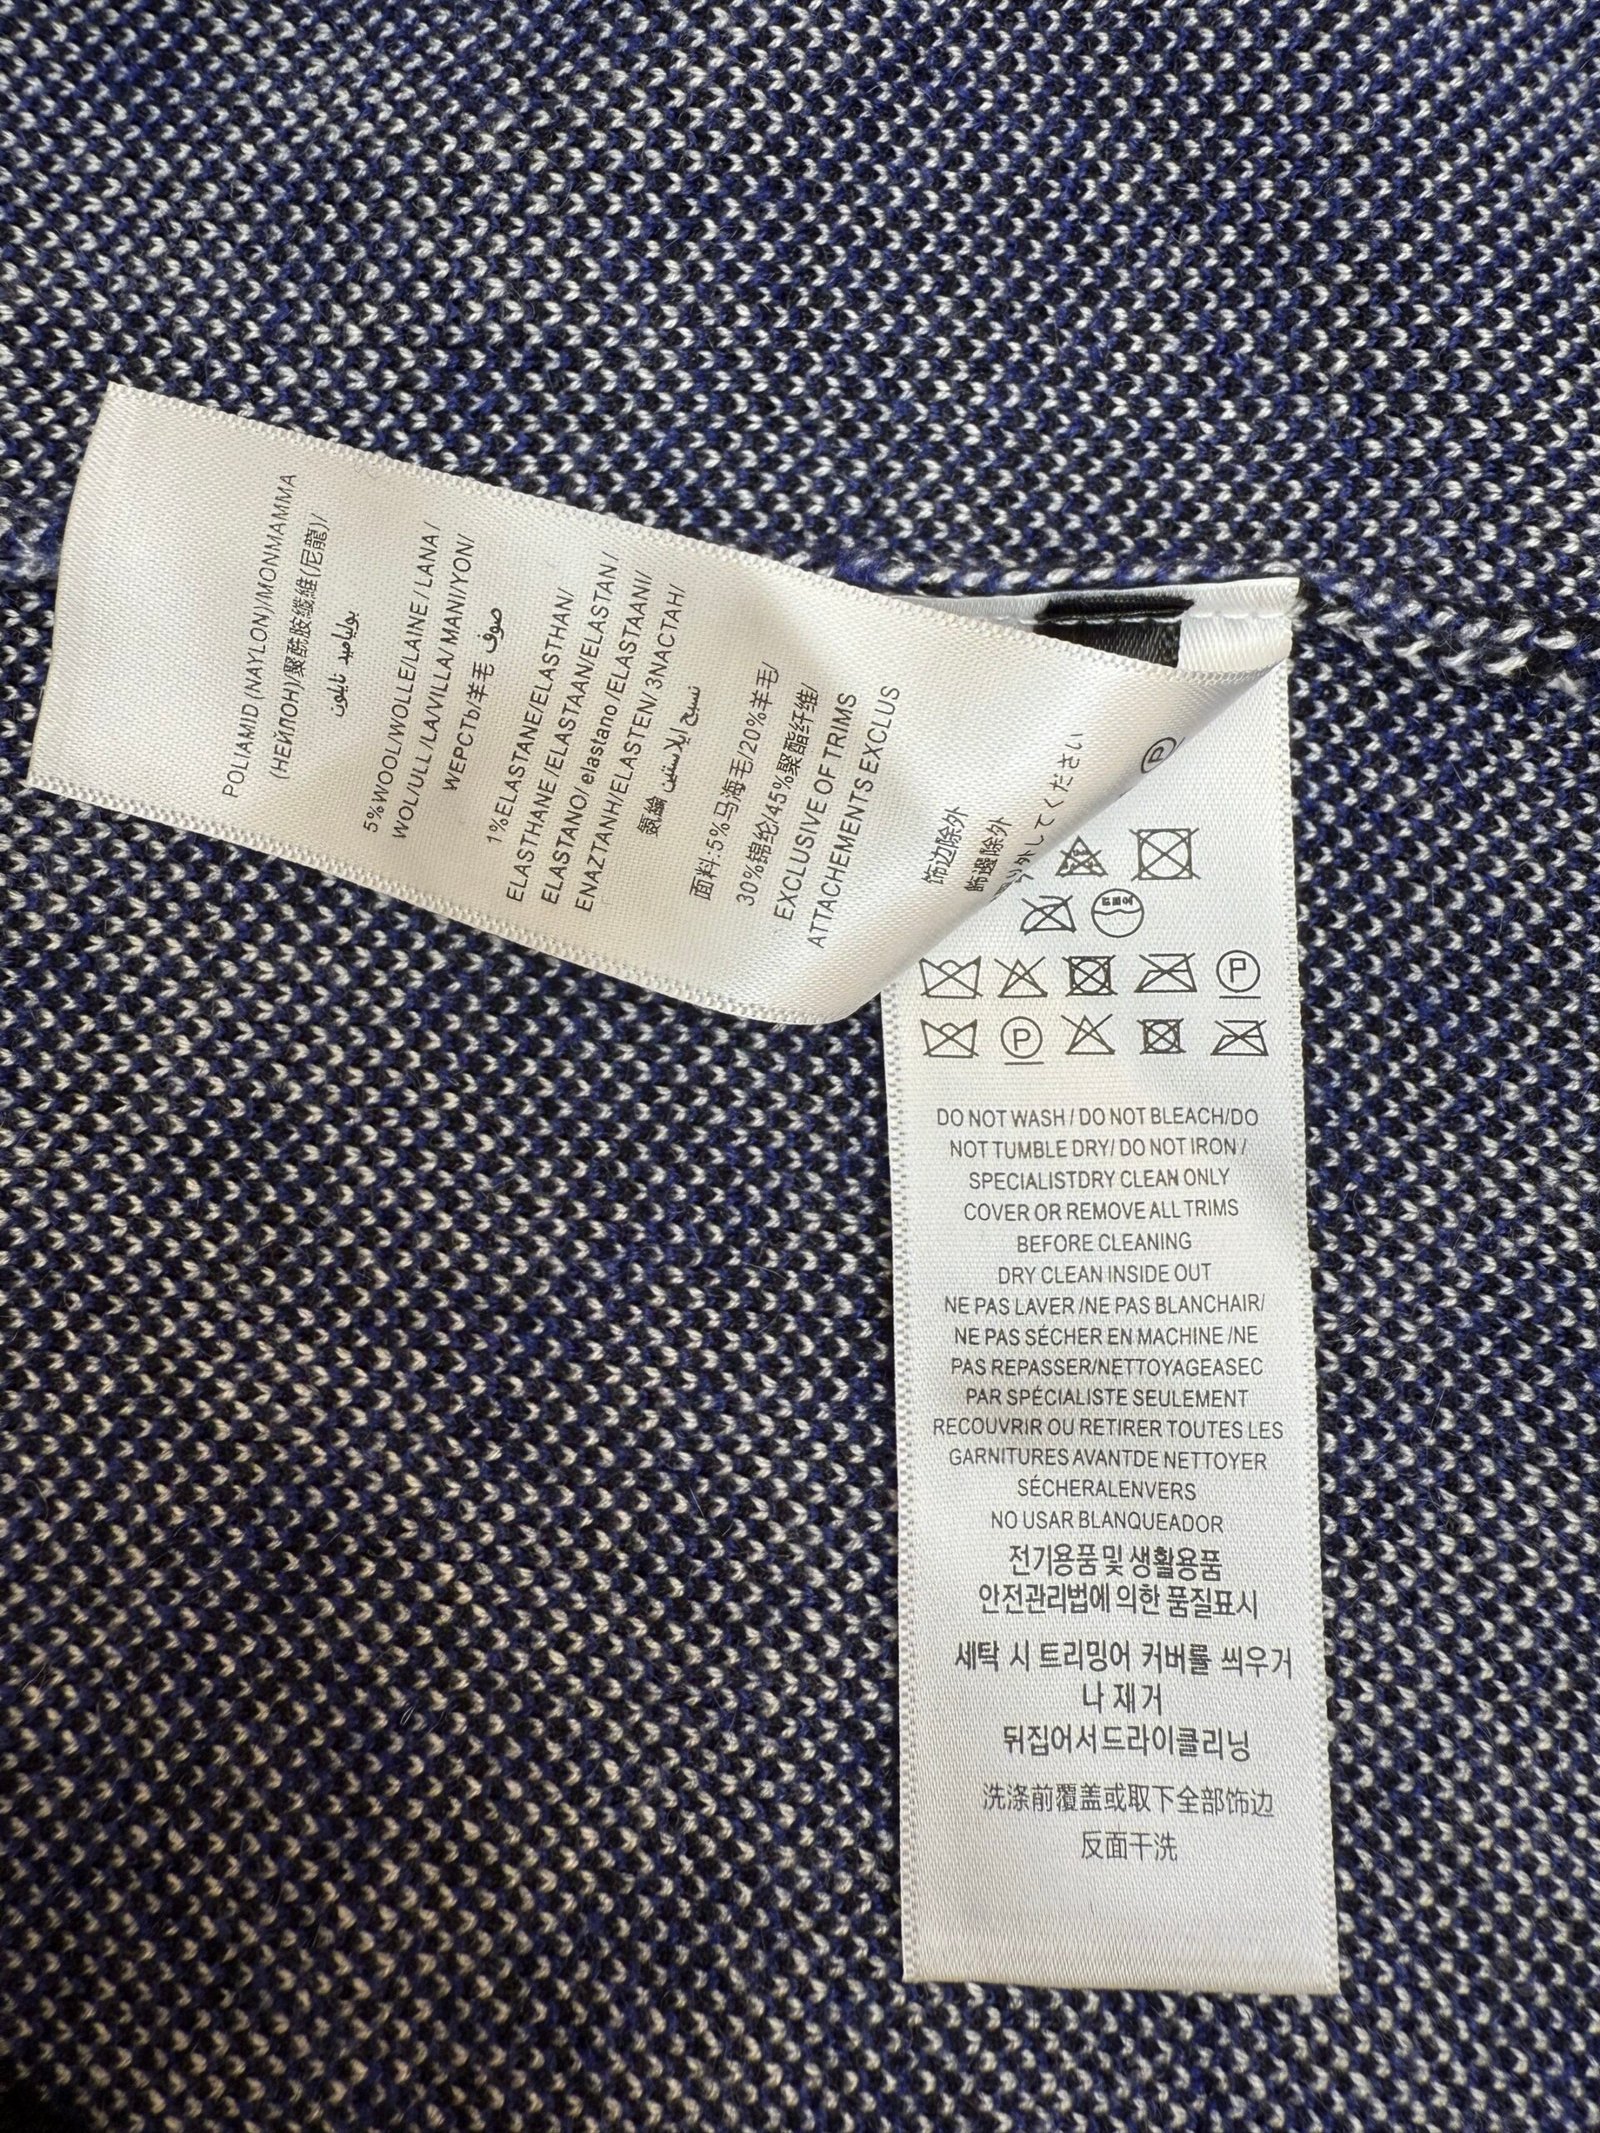 POLIAMID (NAYLON)/MONMAMMA
(НЕЙЛОН)/聚酰胺纖維(尼龍)/
بولياميد نايلون
5%WOOL/WOLLE/LAINE / LANA/
WOL/ULL /LA/VILLA/ MANI/YON/
WEPCTb/羊毛 صوف
1%ELASTANE/ELASTHAN/
ELASTHANE /ELASTAAN/ELASTAN/
ELASTANO/ elastano /ELASTAANI/
ENAZTANH/ELASTEN/ 3NACTAH/
氨綸 نسيج إيلاستين
面料:5%马海毛/20%羊毛/
30%锦纶/45%聚酯纤维/
EXCLUSIVE OF TRIMS
ATTACHEMENTS EXCLUS
饰边除外
飾邊除外
外してください
P
P
P
DO NOT WASH / DO NOT BLEACH/DO
NOT TUMBLE DRY/ DO NOT IRON /
SPECIALISTDRY CLEAN ONLY
COVER OR REMOVE ALL TRIMS
BEFORE CLEANING
DRY CLEAN INSIDE OUT
NE PAS LAVER /NE PAS BLANCHAIR/
NE PAS SÉCHER EN MACHINE /NE
PAS REPASSER/NETTOYAGEASEC
PAR SPÉCIALISTE SEULEMENT
RECOUVRIR OU RETIRER TOUTES LES
GARNITURES AVANTDE NETTOYER
SÉCHERALENVERS
NO USAR BLANQUEADOR
전기용품 및 생활용품
안전관리법에 의한 품질표시
세탁 시 트리밍어 커버를 씌우거
나 제거
뒤집어서드라이클리닝
洗涤前覆盖或取下全部饰边
反面干洗